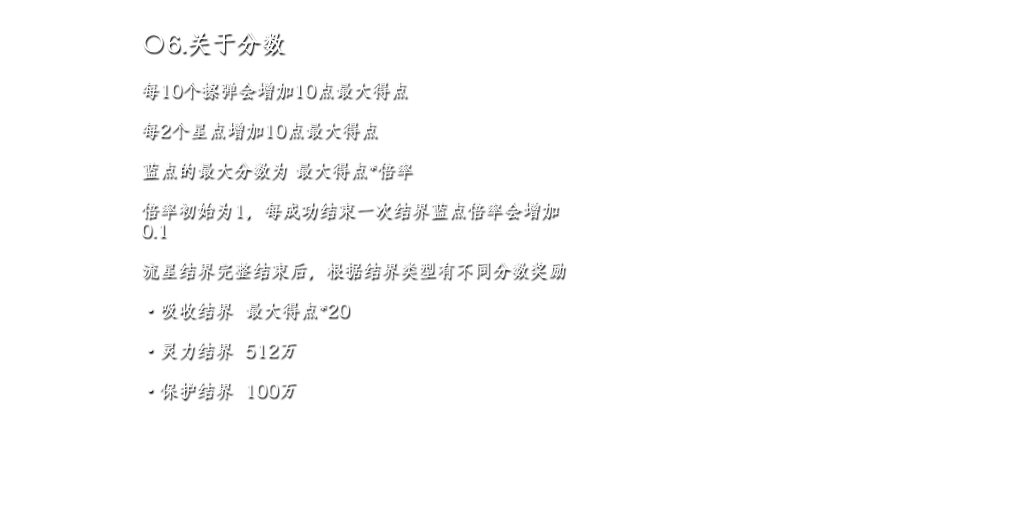 〇6.关于分数
每10个擦弹会增加10点最大得点
每2个星点增加10点最大得点
蓝点的最大分数为 最大得点*倍率
倍率初始为1，每成功结束一次结界蓝点倍率会增加
0.1
流星结界完整结束后，根据结界类型有不同分数奖励
・吸收结界 最大得点*20
・灵力结界 512万
・保护结界 100万